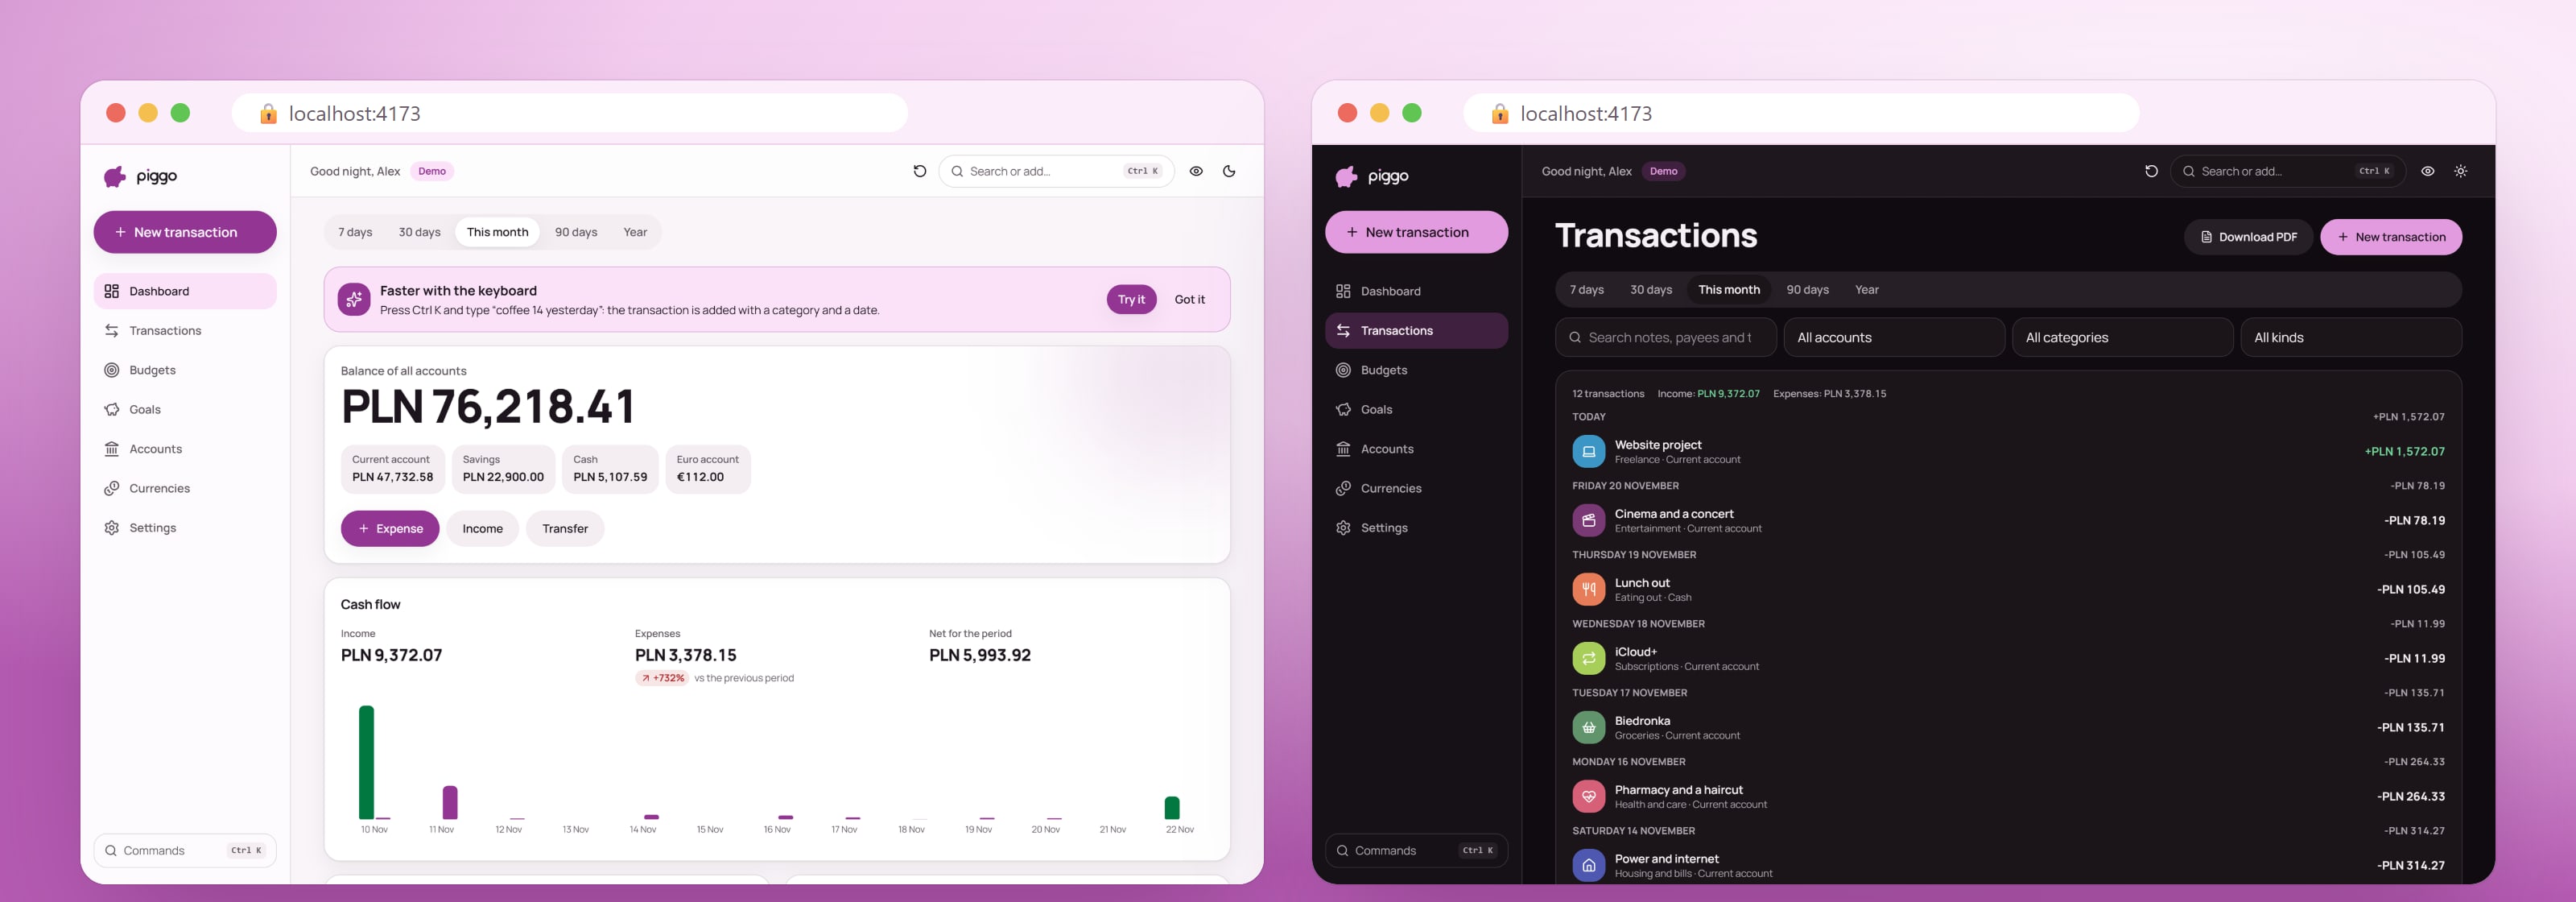 localhost:4173
piggo
Good night, Alex Demo
Search or add... Ctrl K
New transaction
Dashboard
Transactions
Budgets
Goals
Accounts
Currencies
Settings
Commands Ctrl K
7 days 30 days This month 90 days Year
Faster with the keyboard
Press Ctrl K and type "coffee 14 yesterday": the transaction is added with a category and a date.
Try it Got it
Balance of all accounts
PLN 76,218.41
Current account Savings Cash Euro account
PLN 47,732.58 PLN 22,900.00 PLN 5,107.59 €112.00
Expense Income Transfer
Cash flow
Income Expenses Net for the period
PLN 9,372.07 PLN 3,378.15 PLN 5,993.92
+732% vs the previous period
10 Nov 11 Nov 12 Nov 13 Nov 14 Nov 15 Nov 16 Nov 17 Nov 18 Nov 19 Nov 20 Nov 21 Nov 22 Nov
localhost:4173
piggo
Good night, Alex Demo
Search or add... Ctrl K
New transaction
Dashboard
Transactions
Budgets
Goals
Accounts
Currencies
Settings
Commands Ctrl K
Transactions
Download PDF New transaction
7 days 30 days This month 90 days Year
Search notes, payees and t All accounts All categories All kinds
12 transactions Income: PLN 9,372.07 Expenses: PLN 3,378.15
TODAY +PLN 1,572.07
Website project +PLN 1,572.07
Freelance · Current account
FRIDAY 20 NOVEMBER -PLN 78.19
Cinema and a concert -PLN 78.19
Entertainment · Current account
THURSDAY 19 NOVEMBER -PLN 105.49
Lunch out -PLN 105.49
Eating out · Cash
WEDNESDAY 18 NOVEMBER -PLN 11.99
iCloud+ -PLN 11.99
Subscriptions · Current account
TUESDAY 17 NOVEMBER -PLN 135.71
Biedronka -PLN 135.71
Groceries · Current account
MONDAY 16 NOVEMBER -PLN 264.33
Pharmacy and a haircut -PLN 264.33
Health and care · Current account
SATURDAY 14 NOVEMBER -PLN 314.27
Power and internet -PLN 314.27
Housing and bills · Current account